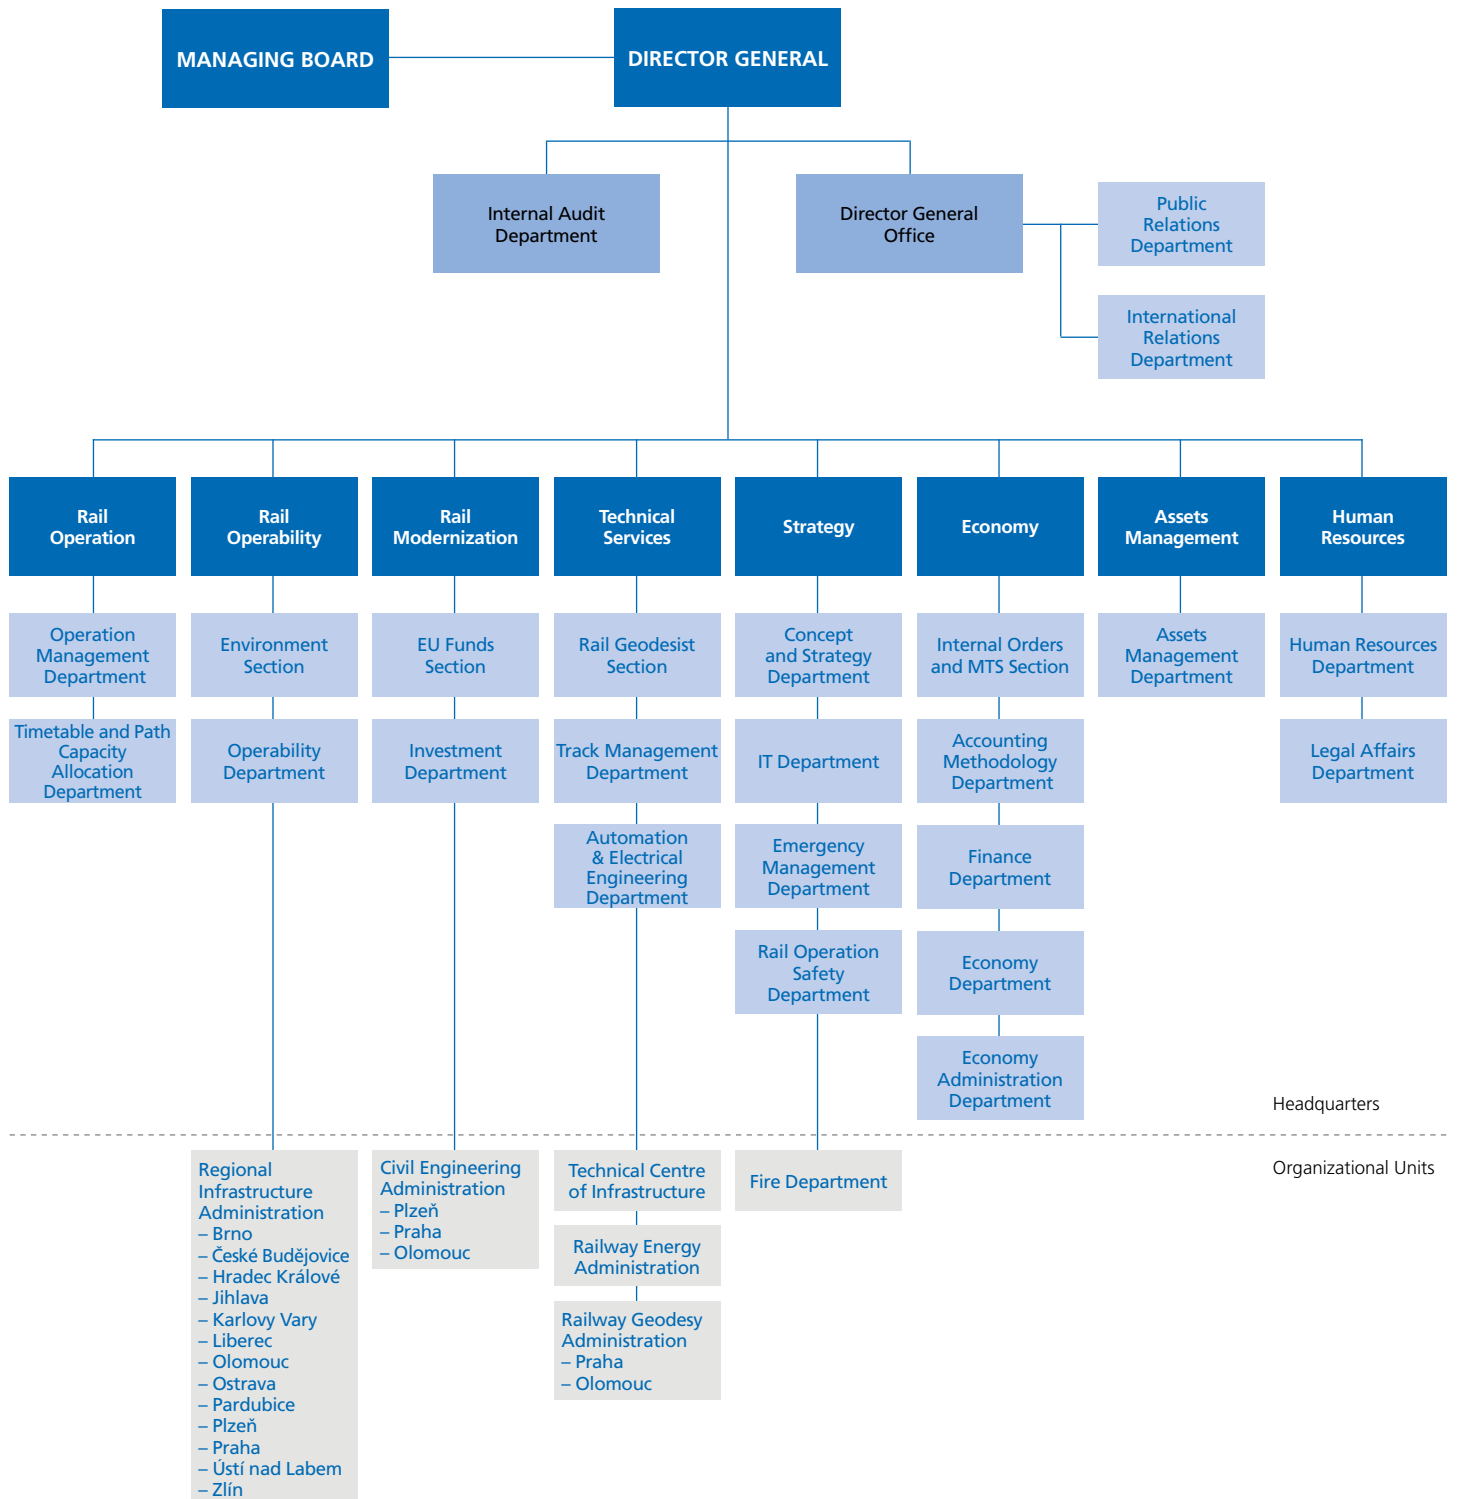 MANAGING BOARD
DIRECTOR GENERAL
Internal Audit
Department
Director General
Office
Public
Relations
Department
International
Relations
Department
Rail
Operation
Rail
Operability
Rail
Modernization
Technical
Services
Strategy
Economy
Assets
Management
Human
Resources
Operation
Management
Department
Environment
Section
EU Funds
Section
Rail Geodesist
Section
Concept
and Strategy
Department
Internal Orders
and MTS Section
Assets
Management
Department
Human Resources
Department
Timetable and Path
Capacity
Allocation
Department
Operability
Department
Investment
Department
Track Management
Department
IT Department
Accounting
Methodology
Department
Legal Affairs
Department
Automation
& Electrical
Engineering
Department
Emergency
Management
Department
Finance
Department
Rail Operation
Safety
Department
Economy
Department
Economy
Administration
Department
Headquarters
Organizational Units
Regional
Infrastructure
Administration
– Brno
– České Budějovice
– Hradec Králové
– Jihlava
– Karlovy Vary
– Liberec
– Olomouc
– Ostrava
– Pardubice
– Plzeň
– Praha
– Ústí nad Labem
– Zlín
Civil Engineering
Administration
– Plzeň
– Praha
– Olomouc
Technical Centre
of Infrastructure
Railway Energy
Administration
Railway Geodesy
Administration
– Praha
– Olomouc
Fire Department